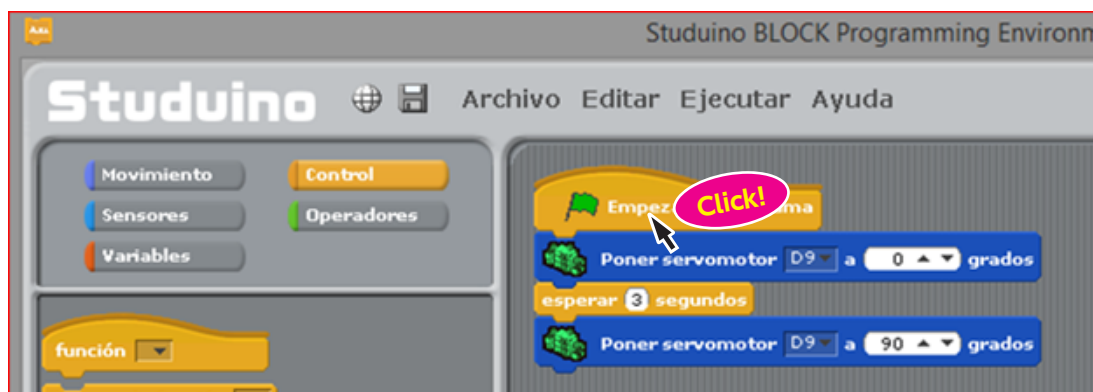 Studuino BLOCK Programming Environm
Studuino Archivo Editar Ejecutar Ayuda
Movimiento Control
Sensores Operadores
Variables
función
Empez Click! ma
Poner servomotor D9 a 0 grados
esperar 3 segundos
Poner servomotor D9 a 90 grados